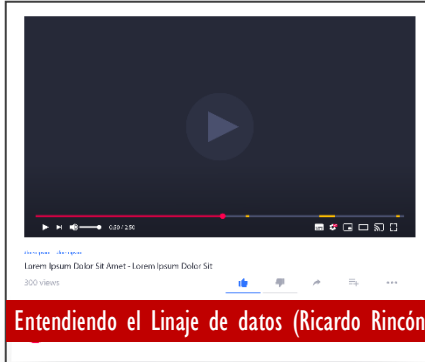 0:50 / 2:50
Lorem Ipsum Dolor Sit Amet - Lorem Ipsum Dolor Sit
300 views
Entendiendo el Linaje de datos (Ricardo Rincón